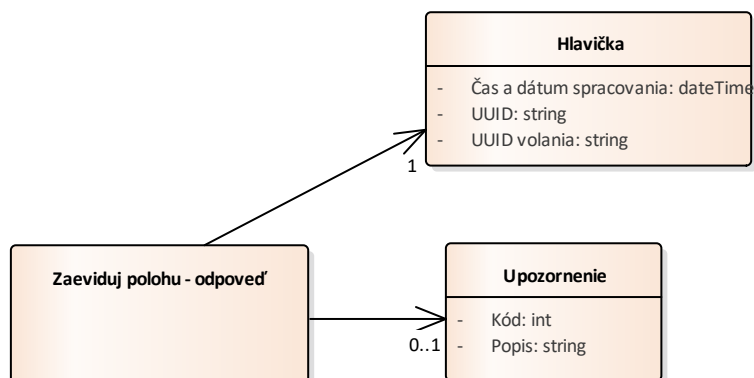 Hlavička
- Čas a dátum spracovania: dateTime
- UUID: string
- UUID volania: string
1
Zaeviduj polohu - odpoveď
Upozornenie
- Kód: int
- Popis: string
0..1